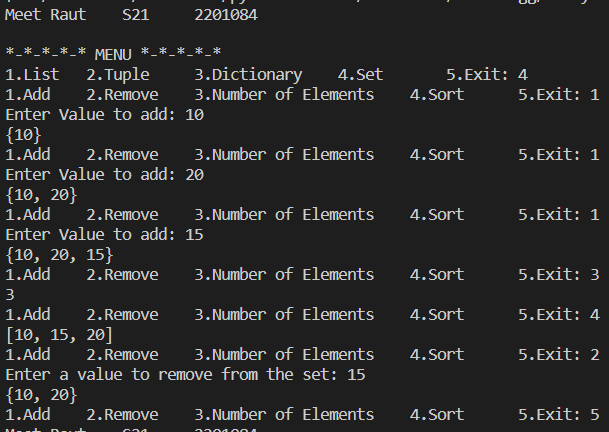 Meet Raut    S21     2201084

*-*-*-*-* MENU *-*-*-*-*
1.List   2.Tuple     3.Dictionary    4.Set       5.Exit: 4
1.Add   2.Remove    3.Number of Elements    4.Sort      5.Exit: 1
Enter Value to add: 10
{10}
1.Add   2.Remove    3.Number of Elements    4.Sort      5.Exit: 1
Enter Value to add: 20
{10, 20}
1.Add   2.Remove    3.Number of Elements    4.Sort      5.Exit: 1
Enter Value to add: 15
{10, 20, 15}
1.Add   2.Remove    3.Number of Elements    4.Sort      5.Exit: 3
3
1.Add   2.Remove    3.Number of Elements    4.Sort      5.Exit: 4
[10, 15, 20]
1.Add   2.Remove    3.Number of Elements    4.Sort      5.Exit: 2
Enter a value to remove from the set: 15
{10, 20}
1.Add   2.Remove    3.Number of Elements    4.Sort      5.Exit: 5
Meet Raut    S21     2201084